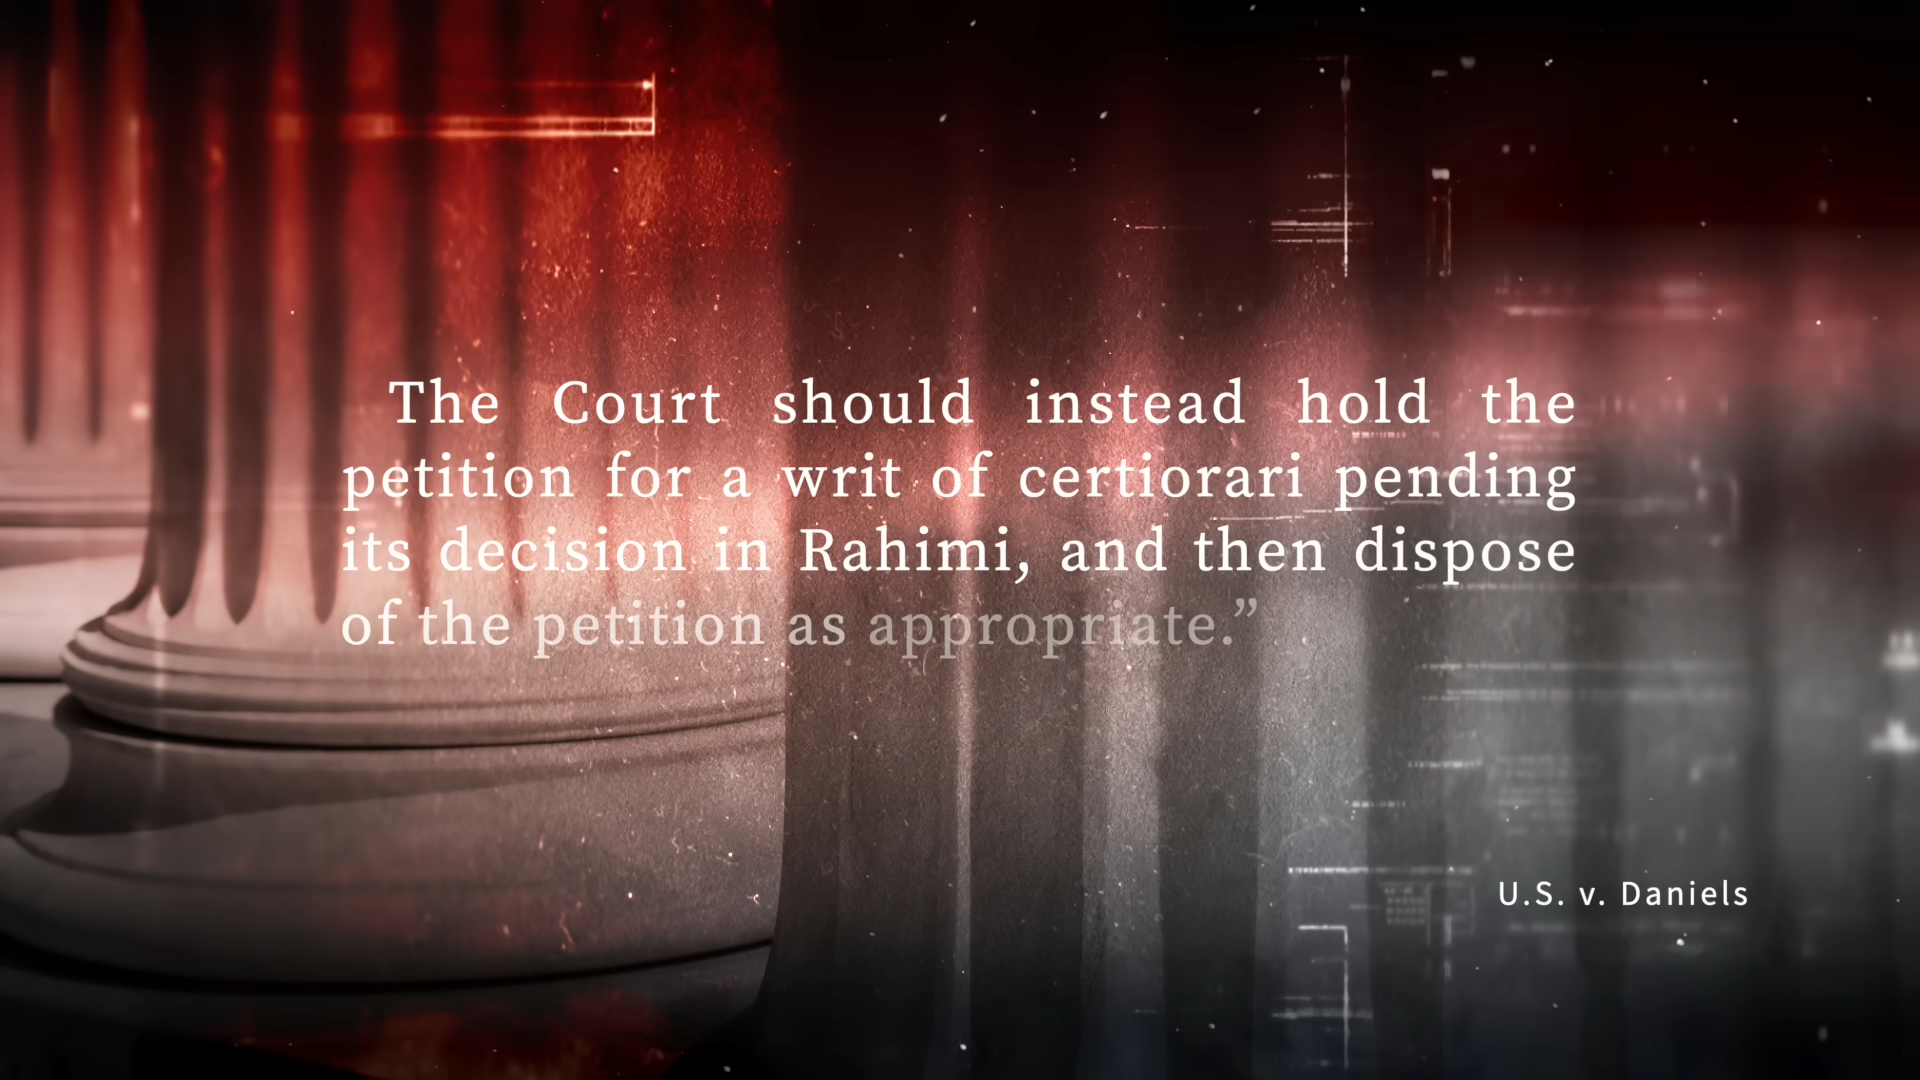 The Court should instead hold the
petition for a writ of certiorari pending
its decision in Rahimi, and then dispose
of the petition as appropriate.”
U.S. v. Daniels